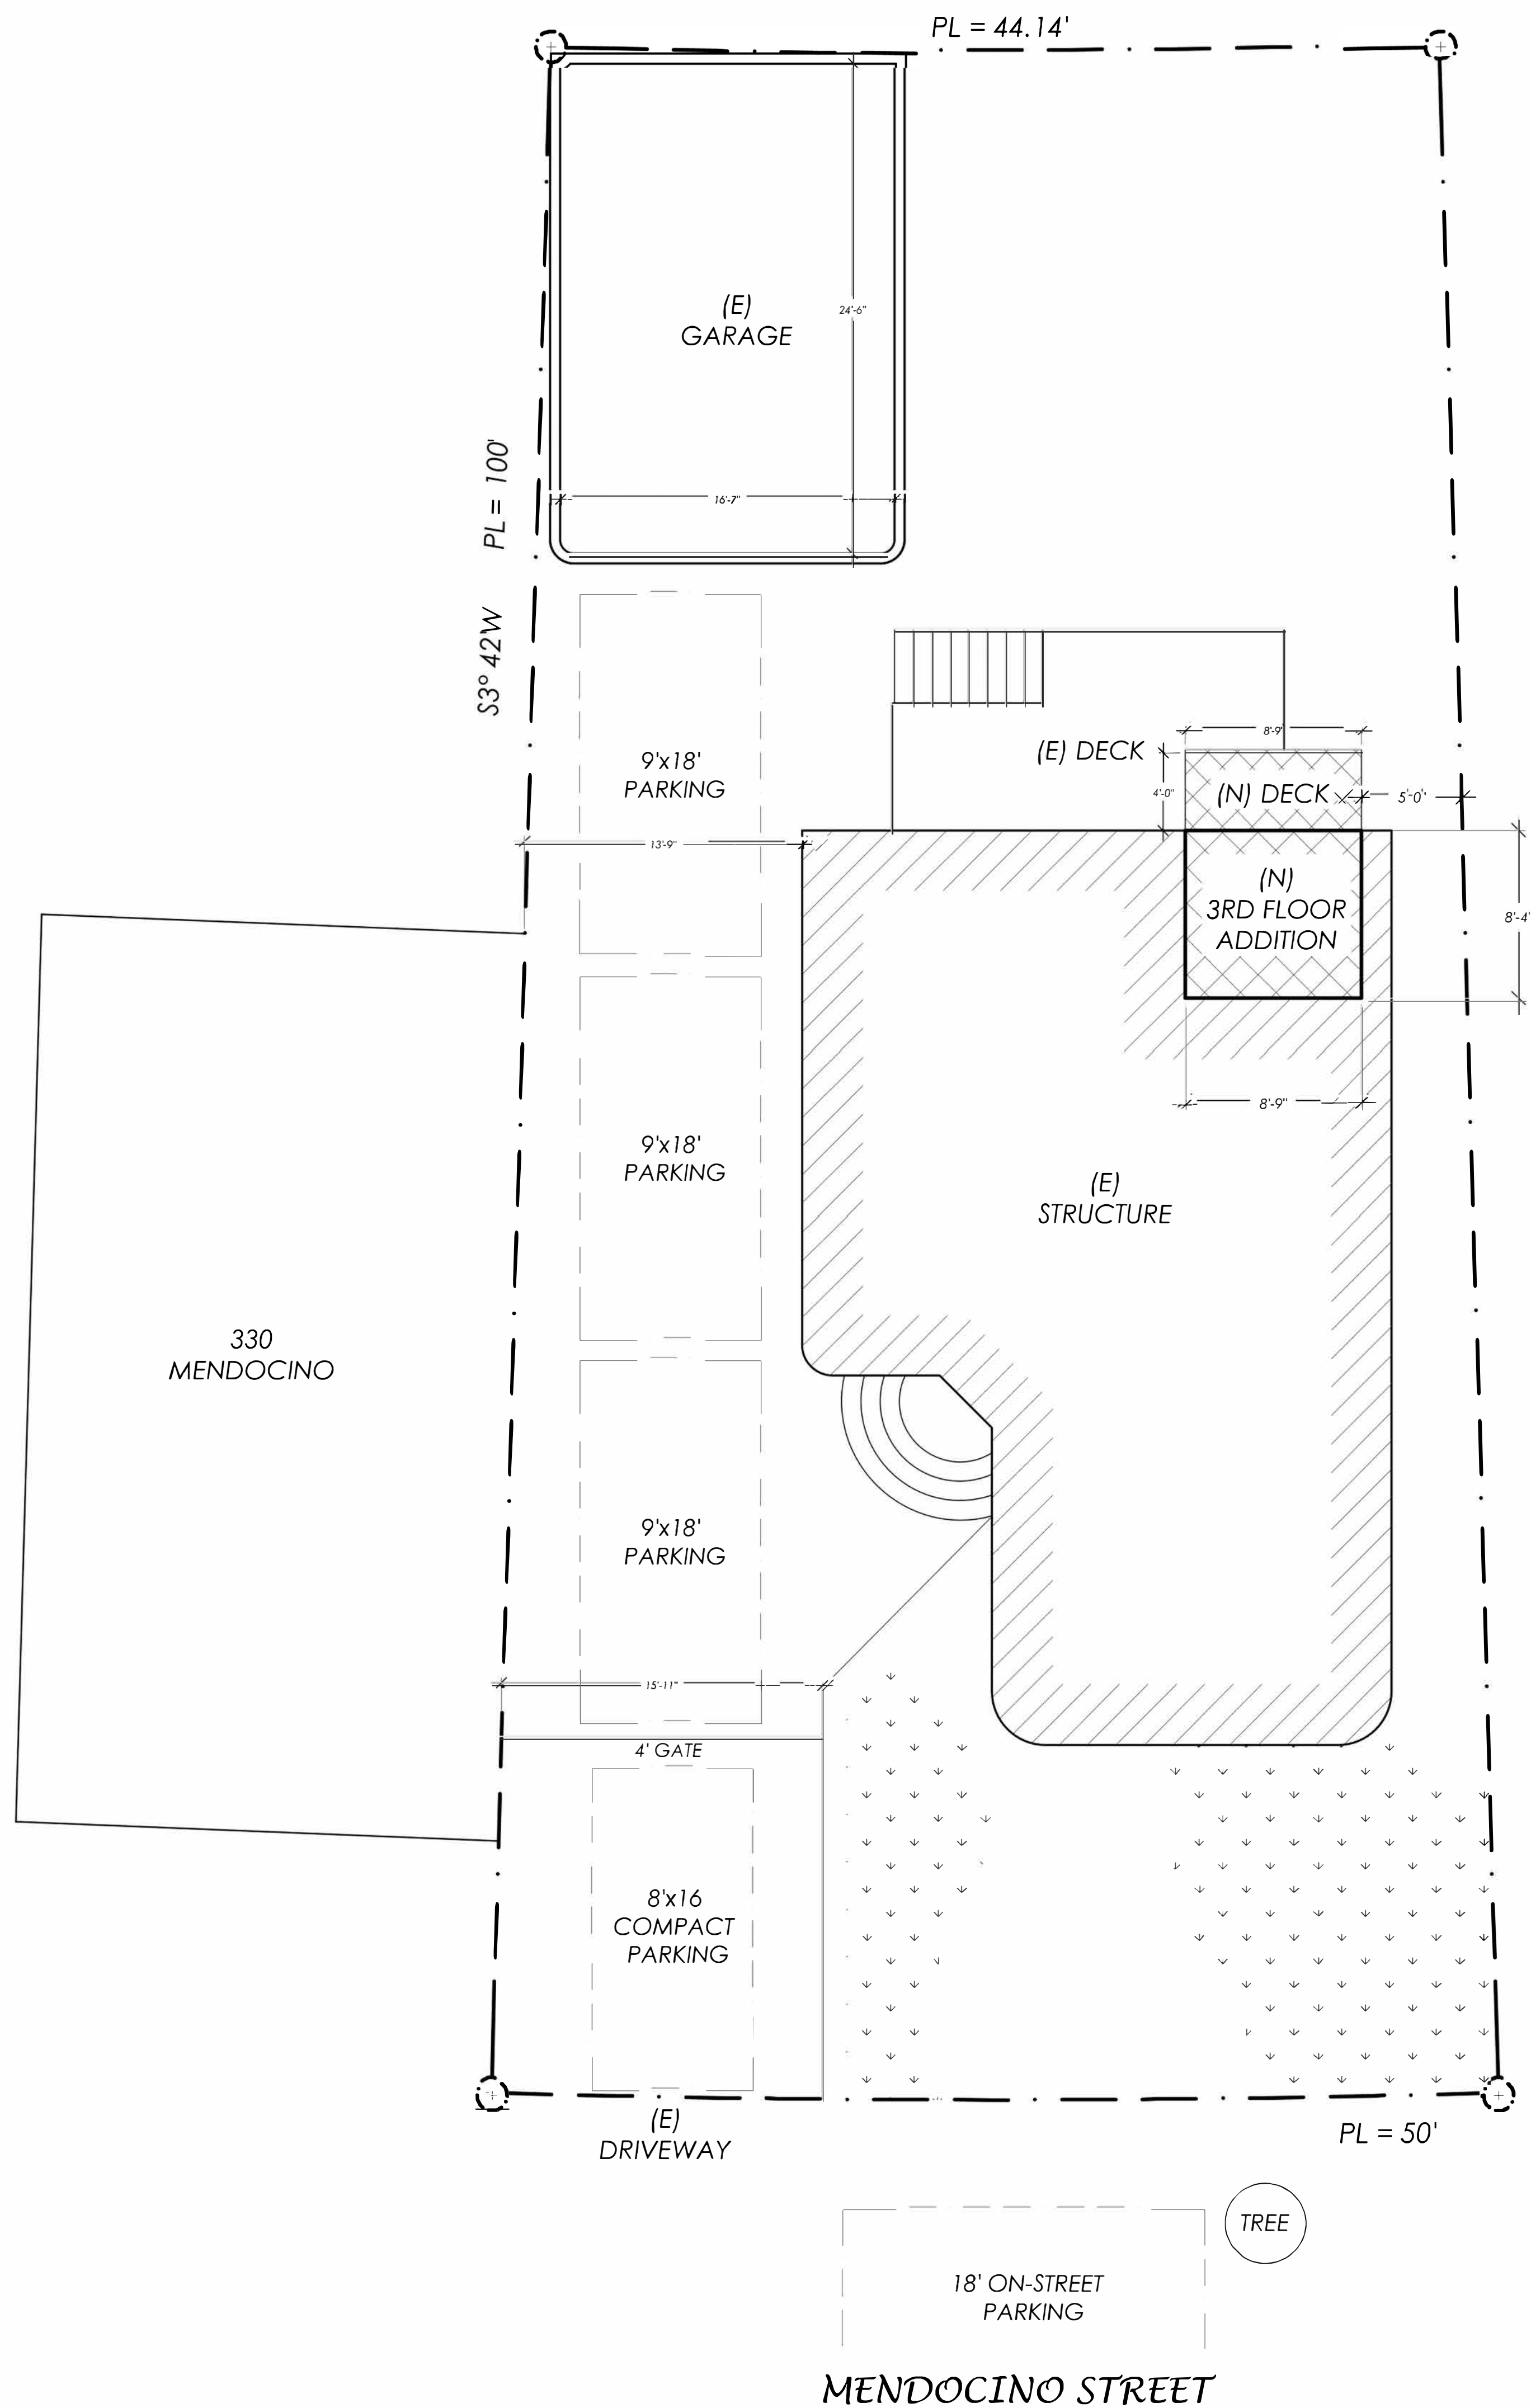 PL = 44.14'
(E)
GARAGE
24'-6"
16'-7"
PL = 100'
S3° 42'W
9'x18'
PARKING
(E) DECK
8'-9"
4'-0"
(N) DECK
5'-0"
13'-9"
(N)
3RD FLOOR
ADDITION
8'-4"
8'-9"
9'x18'
PARKING
(E)
STRUCTURE
330
MENDOCINO
9'x18'
PARKING
15'-11"
4' GATE
8'x16
COMPACT
PARKING
(E)
DRIVEWAY
PL = 50'
TREE
18' ON-STREET
PARKING
MENDOCINO STREET